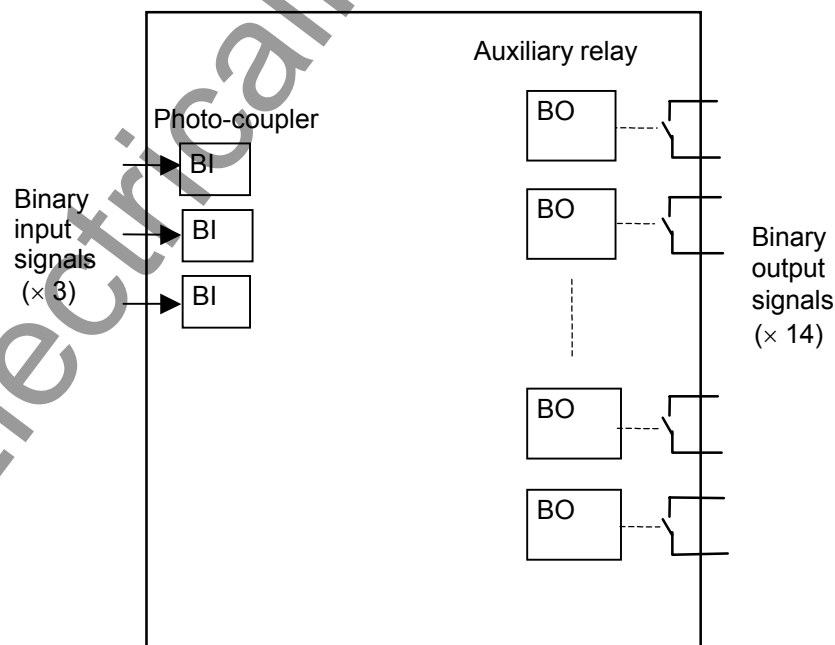 Auxiliary relay
Photo-coupler
BI
BI
BI
Binary
input
signals
(× 3)
BO
BO
BO
BO
Binary
output
signals
(× 14)